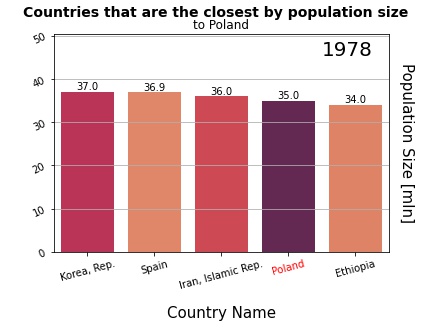 Countries that are the closest by population size
to Poland
1978
50
40
30
20
10
0
37.0
36.9
36.0
35.0
34.0
Korea, Rep.
Spain
Iran, Islamic Rep.
Poland
Ethiopia
Country Name
Population Size [mln]